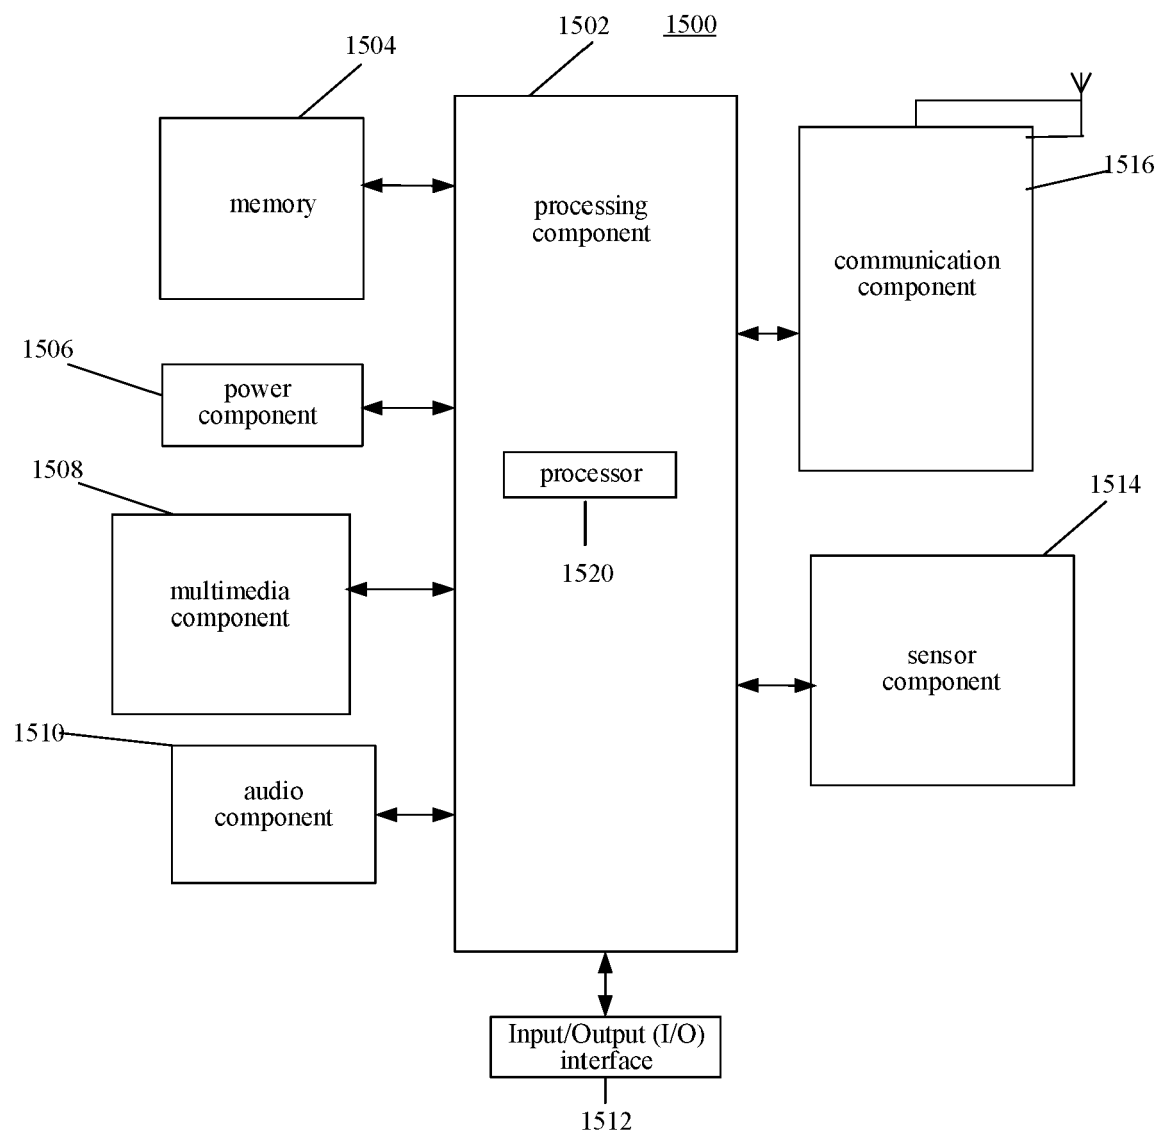 1500
1502
1504
memory
processing
component
1516
communication
component
1506
power
component
1508
processor
1520
1514
multimedia
component
sensor
component
1510
audio
component
Input/Output (I/O)
interface
1512